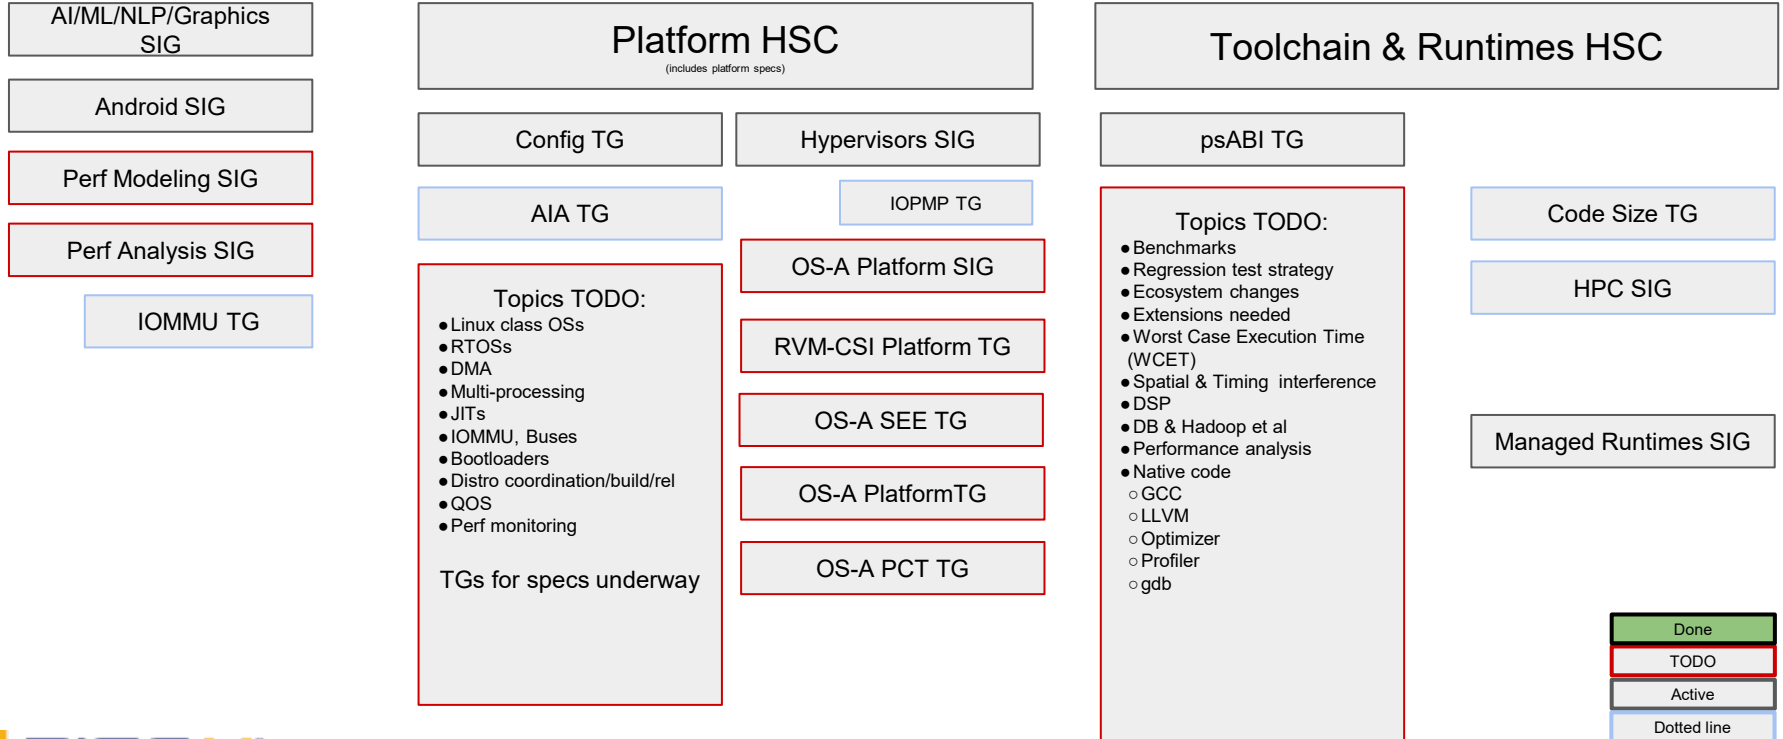 AI/ML/NLP/Graphics
SIG
Android SIG
Perf Modeling SIG
Perf Analysis SIG
IOMMU TG
Platform HSC
(includes platform specs)
Config TG
Hypervisors SIG
AIA TG
IOPMP TG
Topics TODO:
●Linux class OSs
●RTOSs
●DMA
●Multi-processing
●JITs
●IOMMU, Buses
●Bootloaders
●Distro coordination/build/rel
●QOS
●Perf monitoring
TGs for specs underway
OS-A Platform SIG
RVM-CSI Platform TG
OS-A SEE TG
OS-A PlatformTG
OS-A PCT TG
Toolchain & Runtimes HSC
psABI TG
Topics TODO:
●Benchmarks
●Regression test strategy
●Ecosystem changes
●Extensions needed
●Worst Case Execution Time
(WCET)
●Spatial & Timing interference
●DSP
●DB & Hadoop et al
●Performance analysis
●Native code
○GCC
○LLVM
○Optimizer
○Profiler
○gdb
Code Size TG
HPC SIG
Managed Runtimes SIG
Done
TODO
Active
Dotted line